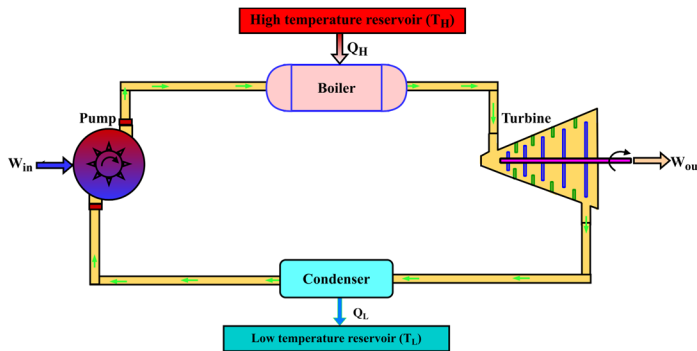 High temperature reservoir (TH)
QH
Boiler
Pump
Turbine
Win
Wou
Condenser
QL
Low temperature reservoir (TL)